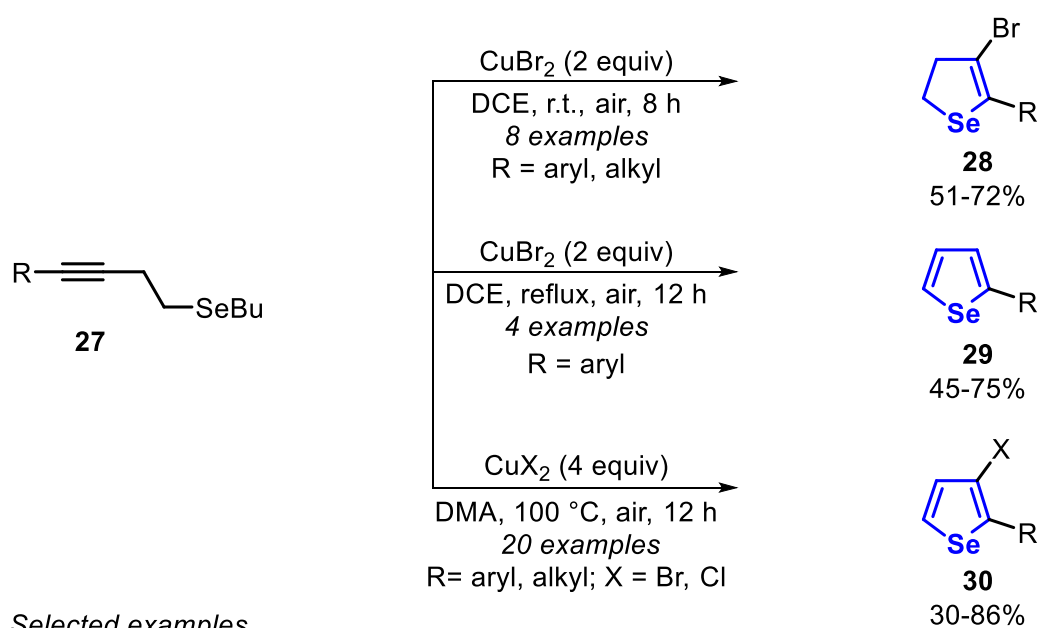 CuBr₂ (2 equiv)
DCE, r.t., air, 8 h
8 examples
R = aryl, alkyl
Br
Se
R
28
51-72%
R
SeBu
27
CuBr₂ (2 equiv)
DCE, reflux, air, 12 h
4 examples
R = aryl
Se
R
29
45-75%
CuX₂ (4 equiv)
DMA, 100 °C, air, 12 h
20 examples
R= aryl, alkyl; X = Br, Cl
X
Se
R
30
30-86%
Selected examples